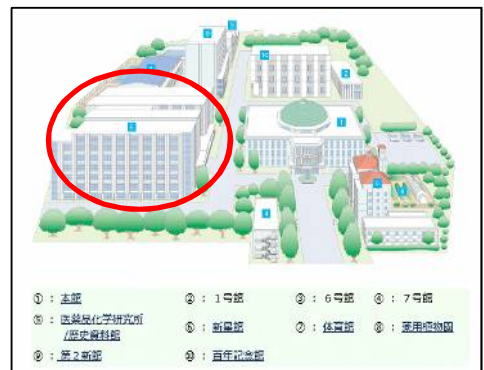 ① : 本館 ② : 1号館 ③ : 6号館 ④ : 7号館
⑤ : 医薬品化学研究所
/歴史資料館 ⑥ : 新星館 ⑦ : 体育館 ⑧ : 薬用植物園
⑨ : 第2新館 ⑩ : 百年記念館